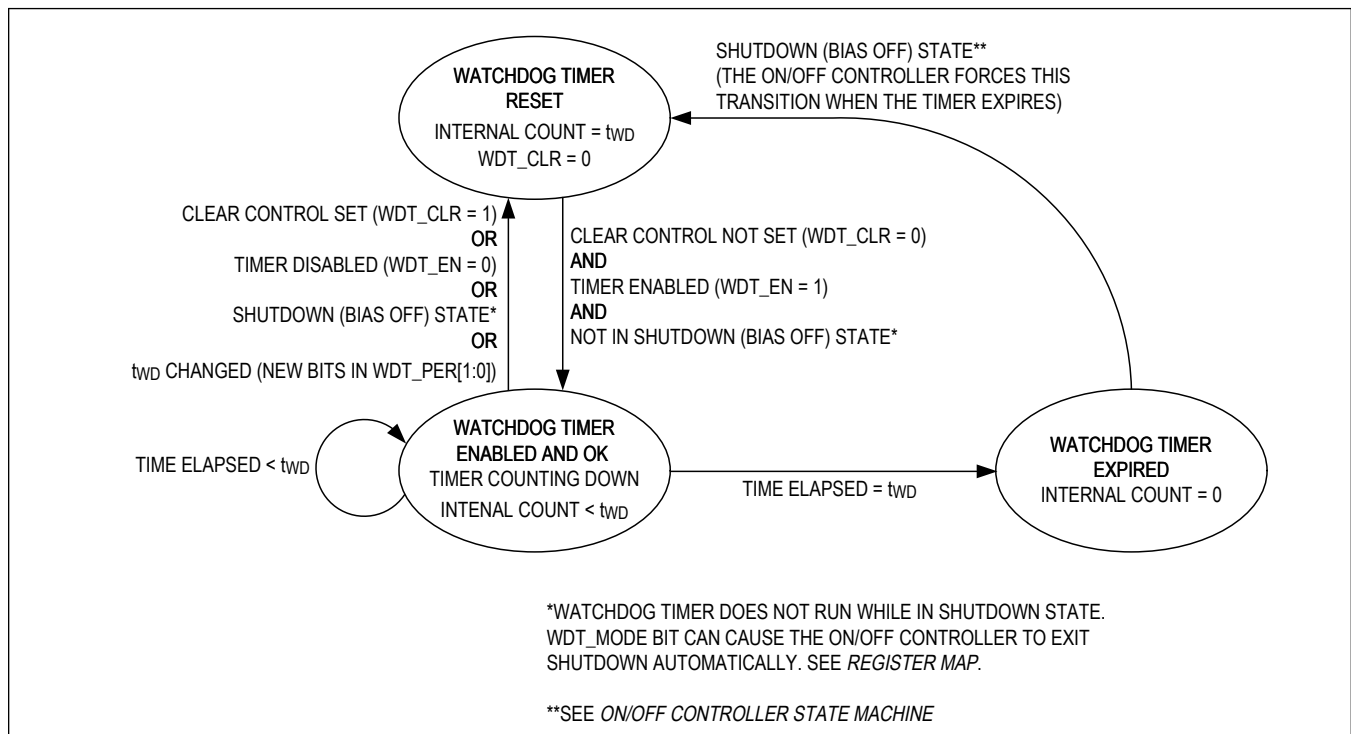 SHUTDOWN (BIAS OFF) STATE**
(THE ON/OFF CONTROLLER FORCES THIS
TRANSITION WHEN THE TIMER EXPIRES)
WATCHDOG TIMER
RESET
INTERNAL COUNT = tWD
WDT_CLR = 0
CLEAR CONTROL SET (WDT_CLR = 1)
OR
TIMER DISABLED (WDT_EN = 0)
OR
SHUTDOWN (BIAS OFF) STATE*
OR
tWD CHANGED (NEW BITS IN WDT_PER[1:0])
CLEAR CONTROL NOT SET (WDT_CLR = 0)
AND
TIMER ENABLED (WDT_EN = 1)
AND
NOT IN SHUTDOWN (BIAS OFF) STATE*
TIME ELAPSED < tWD
WATCHDOG TIMER
ENABLED AND OK
TIMER COUNTING DOWN
INTENAL COUNT < tWD
TIME ELAPSED = tWD
WATCHDOG TIMER
EXPIRED
INTERNAL COUNT = 0
*WATCHDOG TIMER DOES NOT RUN WHILE IN SHUTDOWN STATE.
WDT_MODE BIT CAN CAUSE THE ON/OFF CONTROLLER TO EXIT
SHUTDOWN AUTOMATICALLY. SEE REGISTER MAP.
**SEE ON/OFF CONTROLLER STATE MACHINE